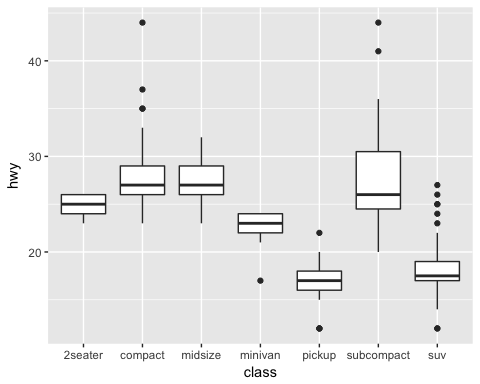 hwy
40
30
20
2seater compact midsize minivan pickup subcompact suv
class